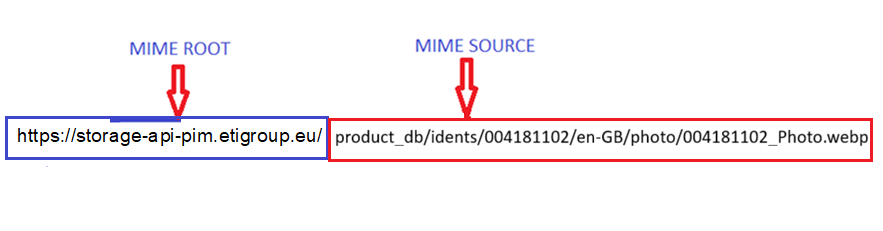 MIME ROOT MIME SOURCE
https://storage-api-pim.etigroup.eu/ product_db/idents/004181102/en-GB/photo/004181102_Photo.webp